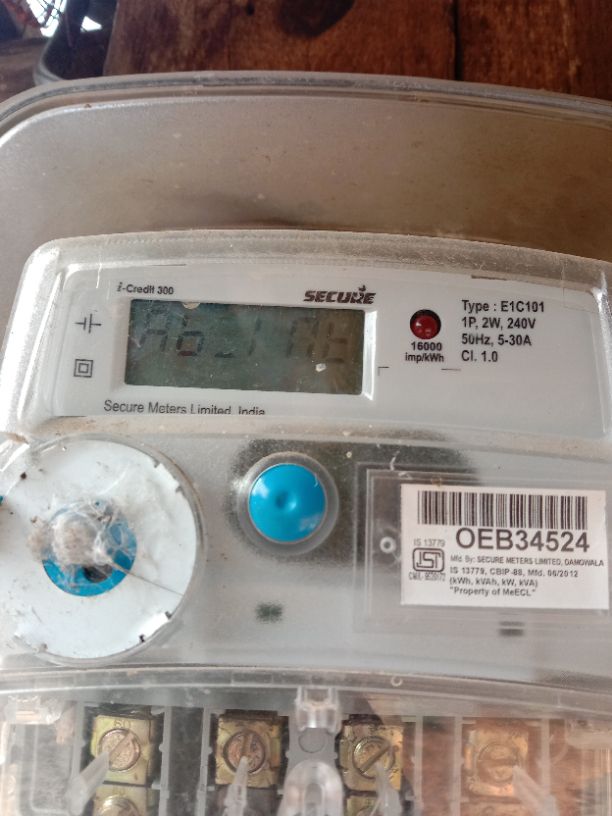 i-Credit 300
SECURE
16000
imp/kWh
Type : E1C101
1P, 2W, 240V
50Hz, 5-30A
Cl. 1.0
Secure Meters Limited, India
IS 13779
OEB34524
Mfd. By: SECURE METERS LIMITED,
IS 13779, CBIP-88, Mfd. 06/2012
(kWh, kVAh, kW, kVA)
"Property of MeECL"
ISI